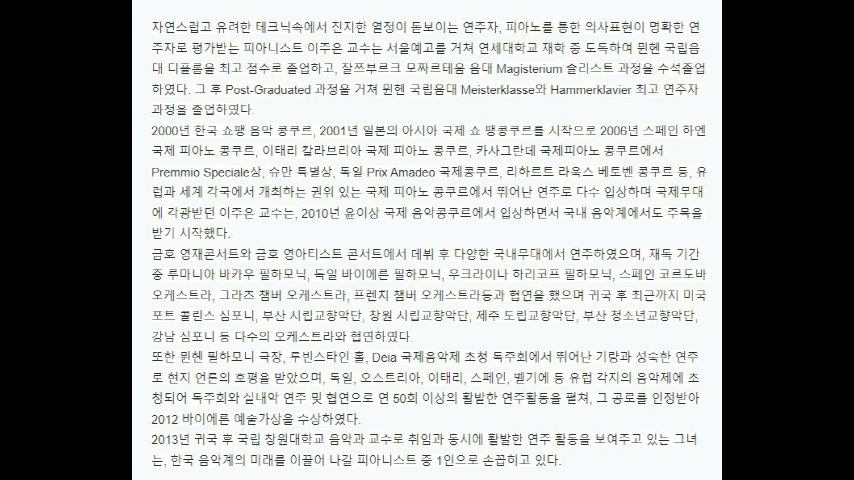 자연스럽고 유려한 테크닉속에서 진지한 열정이 돋보이는 연주자, 피아노를 통한 의사표현이 명확한 연
주자로 평가받는 피아니스트 이주은 교수는 서울예고를 거쳐 연세대학교 재학 중 도독하여 뮌헨 국립음
대 디플롬을 최고 점수로 졸업하고, 잘쯔부르크 모짜르테움 음대 Magisterium 솔리스트 과정을 수석졸업
하였다. 그 후 Post-Graduated 과정을 거쳐 뮌헨 국립음대 Meisterklasse와 Hammerklavier 최고 연주자
과정을 졸업하였다.
2000년 한국 쇼팽 음악 콩쿠르, 2001년 일본의 아시아 국제 쇼 팽콩쿠르를 시작으로 2006년 스페인 하엔
국제 피아노 콩쿠르, 이태리 칼라브리아 국제 피아노 콩쿠르, 카사그란데 국제피아노 콩쿠르에서
Premmio Speciale상, 슈만 특별상, 독일 Prix Amadeo 국제콩쿠르, 리하르트 라욱스 베토벤 콩쿠르 등, 유
럽과 세계 각국에서 개최하는 권위 있는 국제 피아노 콩쿠르에서 뛰어난 연주로 다수 입상하며 국제무대
에 각광받던 이주은 교수는, 2010년 윤이상 국제 음악콩쿠르에서 입상하면서 국내 음악계에서도 주목을
받기 시작했다.
금호 영재콘서트와 금호 영아티스트 콘서트에서 데뷔 후 다양한 국내무대에서 연주하였으며, 재독 기간
중 루마니아 바카우 필하모닉, 독일 바이에른 필하모닉, 우크라이나 하리코프 필하모닉, 스페인 코르도바
오케스트라, 그라츠 챔버 오케스트라, 프렌치 챔버 오케스트라등과 협연을 했으며 귀국 후 최근까지 미국
포트 콜린스 심포니, 부산 시립교향악단, 창원 시립교향악단, 제주 도립교향악단, 부산 청소년교향악단,
강남 심포니 등 다수의 오케스트라와 협연하였다.
또한 뮌헨 필하모니 극장, 루빈스타인 홀, Deia 국제음악제 초청 독주회에서 뛰어난 기량과 성숙한 연주
로 현지 언론의 호평을 받았으며, 독일, 오스트리아, 이태리, 스페인, 벨기에 등 유럽 각지의 음악제에 초
청되어 독주회와 실내악 연주 및 협연으로 연 50회 이상의 활발한 연주활동을 펼쳐, 그 공로를 인정받아
2012 바이에른 예술가상을 수상하였다.
2013년 귀국 후 국립 창원대학교 음악과 교수로 취임과 동시에 활발한 연주 활동을 보여주고 있는 그녀
는, 한국 음악계의 미래를 이끌어 나갈 피아니스트 중 1인으로 손꼽히고 있다.